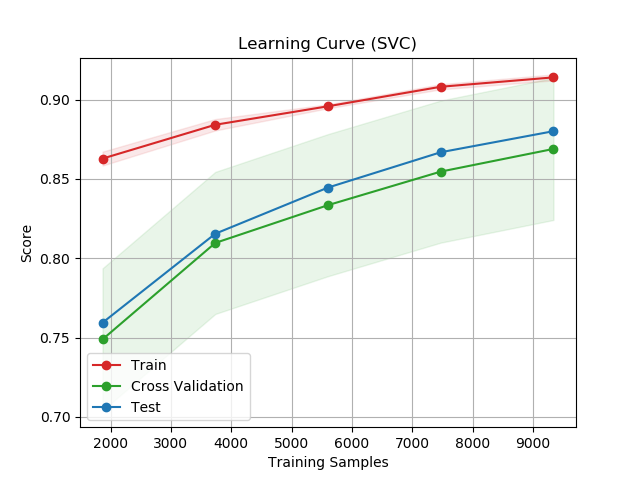 Learning Curve (SVC)
Score
0.90
0.85
0.80
0.75
0.70
Train
Cross Validation
Test
2000 3000 4000 5000 6000 7000 8000 9000
Training Samples